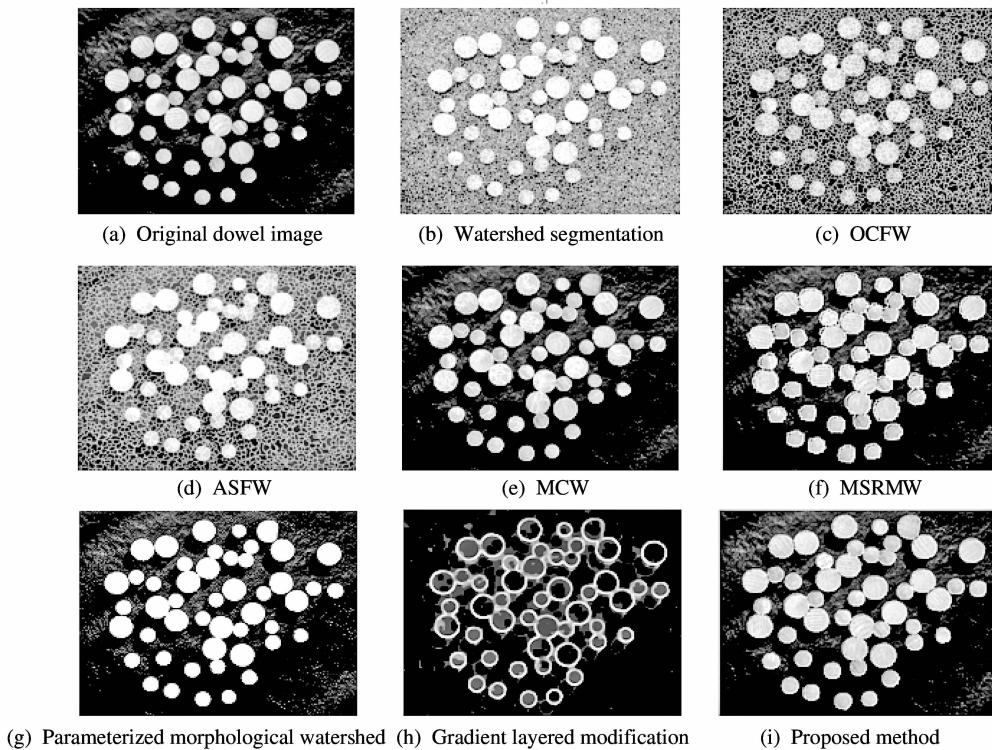 (a) Original dowel image
(b) Watershed segmentation
(c) OCFW
(d) ASFW
(e) MCW
(f) MSRMW
(g) Parameterized morphological watershed
(h) Gradient layered modification
(i) Proposed method